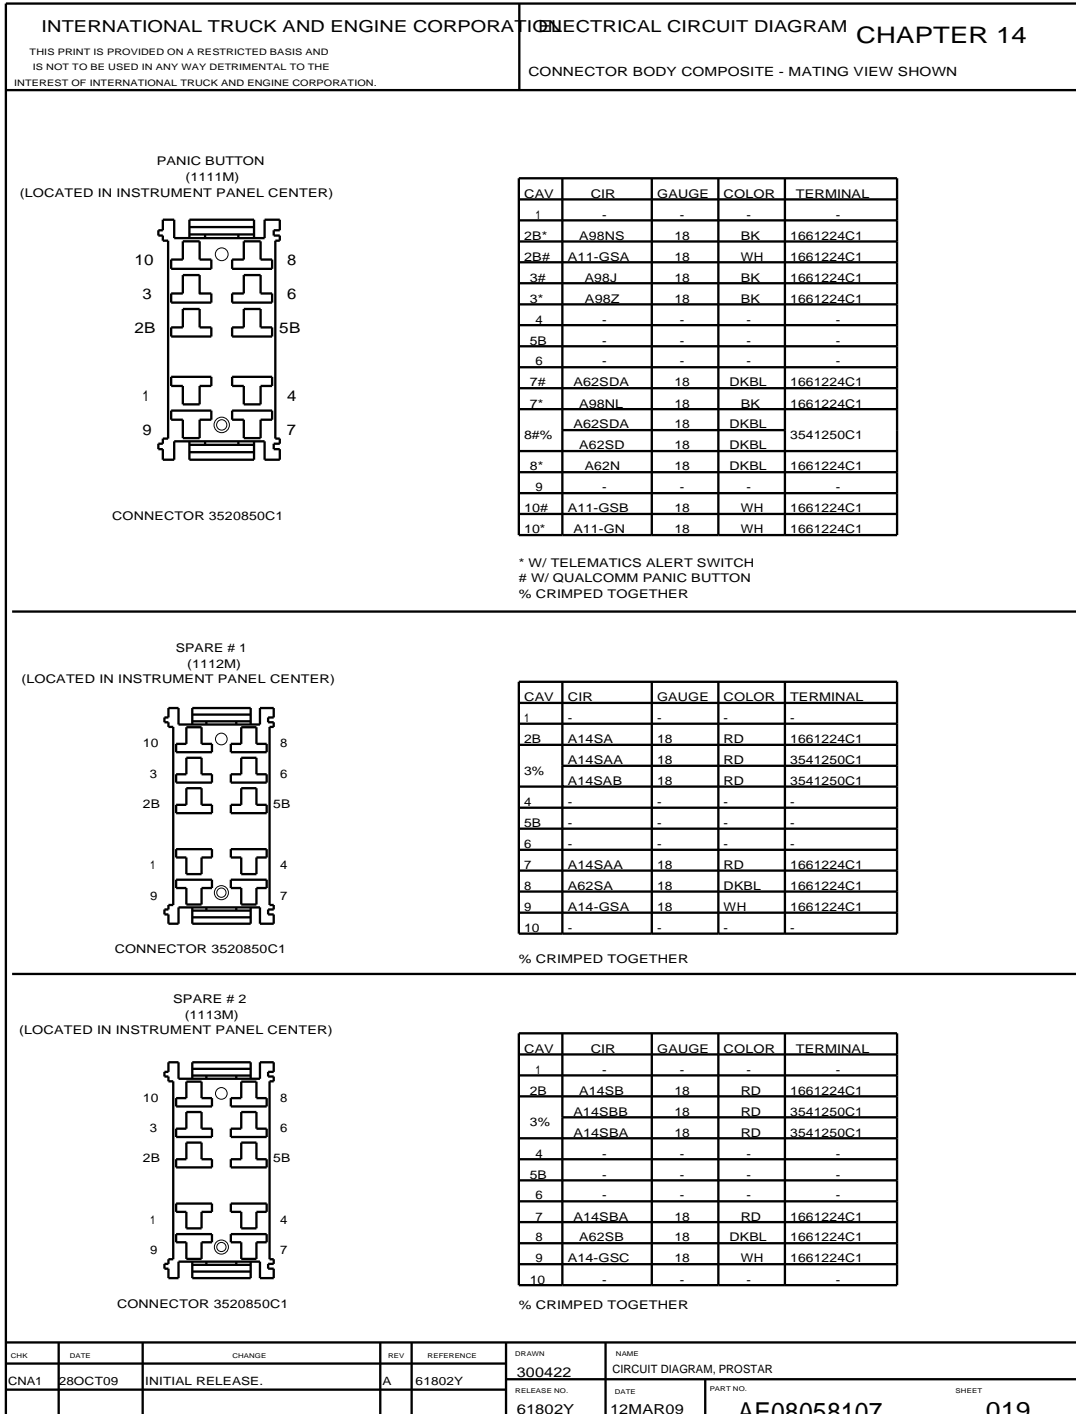 INTERNATIONAL TRUCK AND ENGINE CORPORATION
THIS PRINT IS PROVIDED ON A RESTRICTED BASIS AND
IS NOT TO BE USED IN ANY WAY DETRIMENTAL TO THE
INTEREST OF INTERNATIONAL TRUCK AND ENGINE CORPORATION.
ELECTRICAL CIRCUIT DIAGRAM CHAPTER 14
CONNECTOR BODY COMPOSITE - MATING VIEW SHOWN
PANIC BUTTON
(1111M)
(LOCATED IN INSTRUMENT PANEL CENTER)
10 8
3 6
2B 5B
1 4
9 7
CONNECTOR 3520850C1
CAV CIR GAUGE COLOR TERMINAL
1 - - - -
2B* A98NS 18 BK 1661224C1
2B# A11-GSA 18 WH 1661224C1
3# A98J 18 BK 1661224C1
3* A98Z 18 BK 1661224C1
4 - - - -
5B - - - -
6 - - - -
7# A62SDA 18 DKBL 1661224C1
7* A98NL 18 BK 1661224C1
8#% A62SDA 18 DKBL 3541250C1
A62SD 18 DKBL
8* A62N 18 DKBL 1661224C1
9 - - - -
10# A11-GSB 18 WH 1661224C1
10* A11-GN 18 WH 1661224C1
* W/ TELEMATICS ALERT SWITCH
# W/ QUALCOMM PANIC BUTTON
% CRIMPED TOGETHER
SPARE # 1
(1112M)
(LOCATED IN INSTRUMENT PANEL CENTER)
10 8
3 6
2B 5B
1 4
9 7
CONNECTOR 3520850C1
CAV CIR GAUGE COLOR TERMINAL
1 - - - -
2B A14SA 18 RD 1661224C1
3% A14SAA 18 RD 3541250C1
A14SAB 18 RD 3541250C1
4 - - - -
5B - - - -
6 - - - -
7 A14SAA 18 RD 1661224C1
8 A62SA 18 DKBL 1661224C1
9 A14-GSA 18 WH 1661224C1
10 - - - -
% CRIMPED TOGETHER
SPARE # 2
(1113M)
(LOCATED IN INSTRUMENT PANEL CENTER)
10 8
3 6
2B 5B
1 4
9 7
CONNECTOR 3520850C1
CAV CIR GAUGE COLOR TERMINAL
1 - - - -
2B A14SB 18 RD 1661224C1
3% A14SBB 18 RD 3541250C1
A14SBA 18 RD 3541250C1
4 - - - -
5B - - - -
6 - - - -
7 A14SBA 18 RD 1661224C1
8 A62SB 18 DKBL 1661224C1
9 A14-GSC 18 WH 1661224C1
10 - - - -
% CRIMPED TOGETHER
CHK DATE CHANGE REV REFERENCE
CNA1 28OCT09 INITIAL RELEASE. A 61802Y
DRAWN
300422
NAME
CIRCUIT DIAGRAM, PROSTAR
RELEASE NO.
61802Y
DATE
12MAR09
PART NO.
AE08058107
SHEET
019